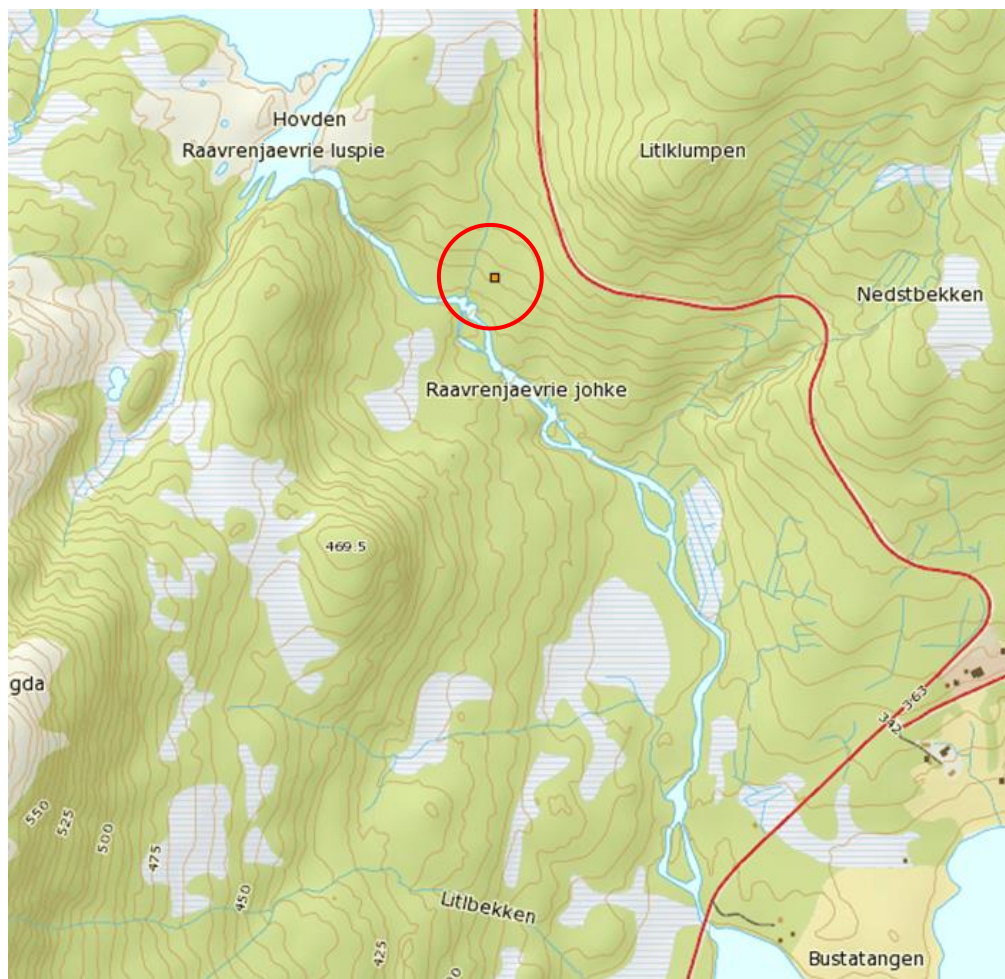 Hovden
Raavrenjaevrie luspie
Litlklumpen
Nedstbekken
Raavrenjaevrie johke
469.5
gda
363
342
550
525
500
475
450
Litlbekken
425
Bustatangen